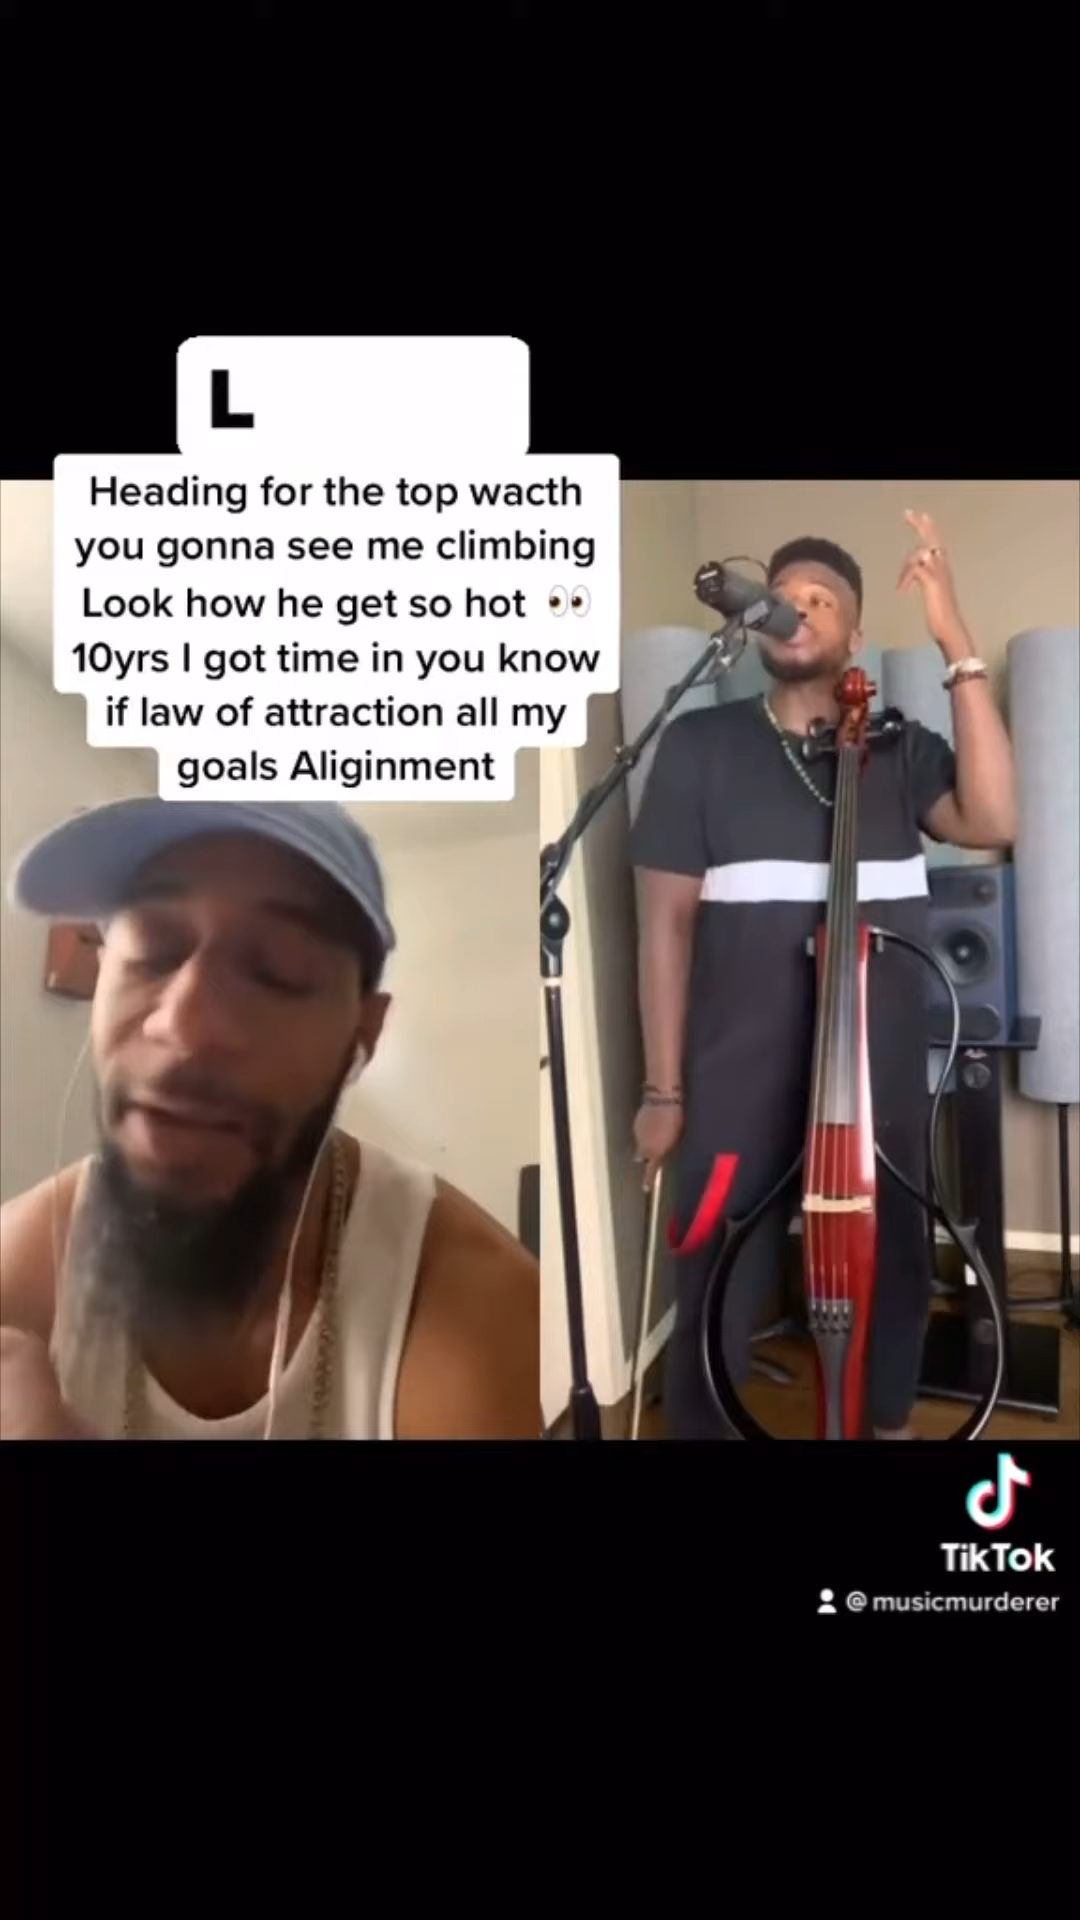 L
Heading for the top wacth
you gonna see me climbing
Look how he get so hot 👀
10yrs I got time in you know
if law of attraction all my
goals Aliginment
TikTok
@musicmurderer